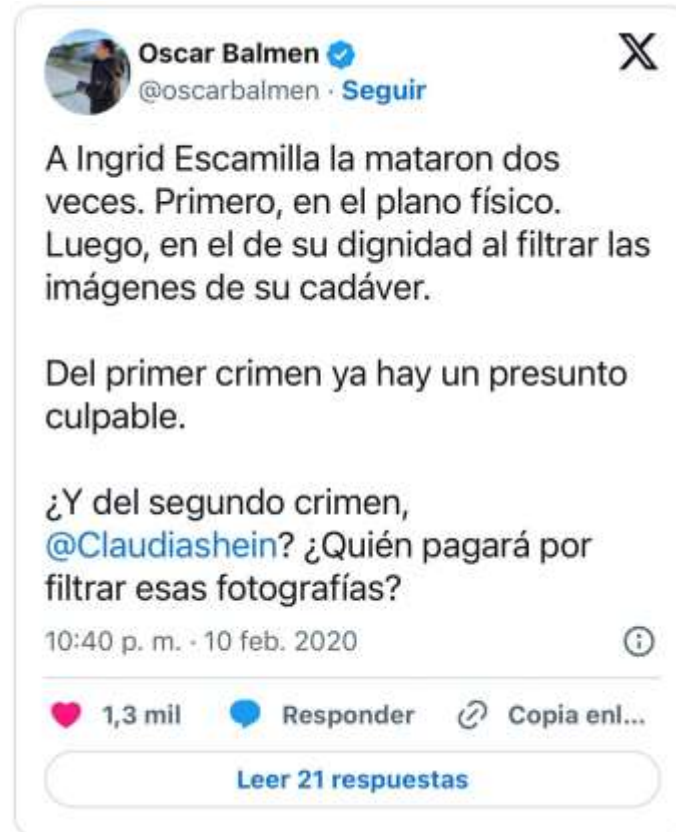 Oscar Balmen
@oscarbalmen · Seguir
A Ingrid Escamilla la mataron dos
veces. Primero, en el plano físico.
Luego, en el de su dignidad al filtrar las
imágenes de su cadáver.
Del primer crimen ya hay un presunto
culpable.
¿Y del segundo crimen,
@Claudiashein? ¿Quién pagará por
filtrar esas fotografías?
10:40 p. m. · 10 feb. 2020
1,3 mil Responder Copia enl...
Leer 21 respuestas